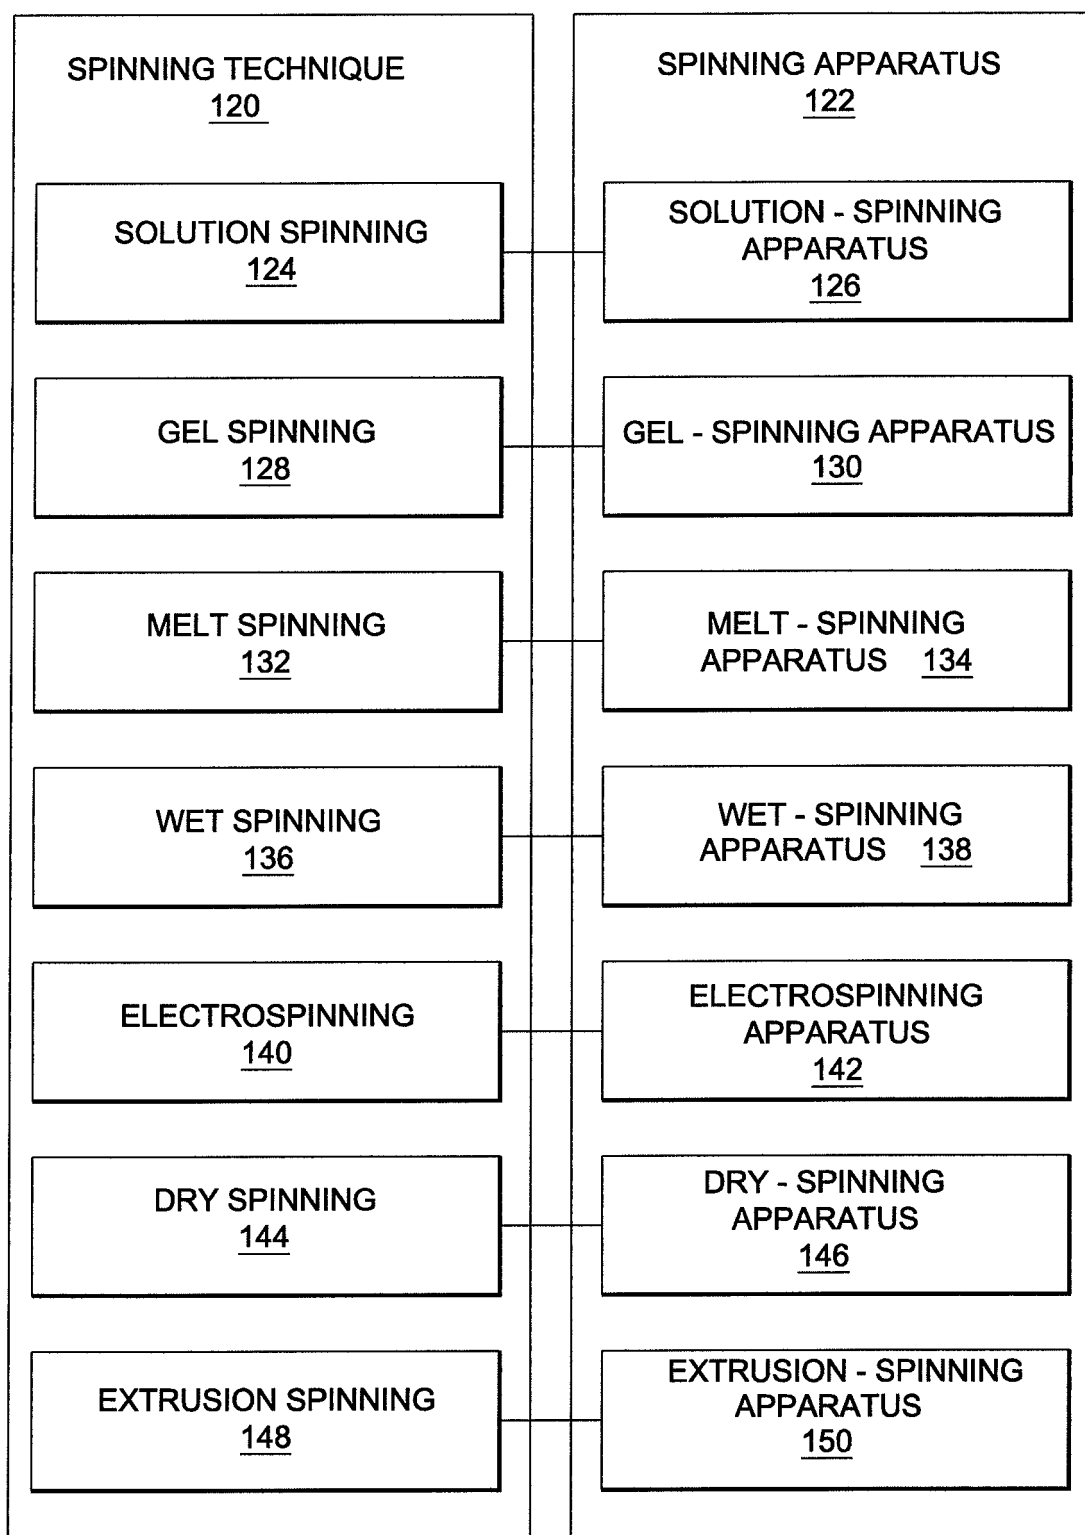 SPINNING TECHNIQUE
120
SPINNING APPARATUS
122
SOLUTION SPINNING
124
SOLUTION - SPINNING
APPARATUS
126
GEL SPINNING
128
GEL - SPINNING APPARATUS
130
MELT SPINNING
132
MELT - SPINNING
APPARATUS 134
WET SPINNING
136
WET - SPINNING
APPARATUS 138
ELECTROSPINNING
140
ELECTROSPINNING
APPARATUS
142
DRY SPINNING
144
DRY - SPINNING
APPARATUS
146
EXTRUSION SPINNING
148
EXTRUSION - SPINNING
APPARATUS
150